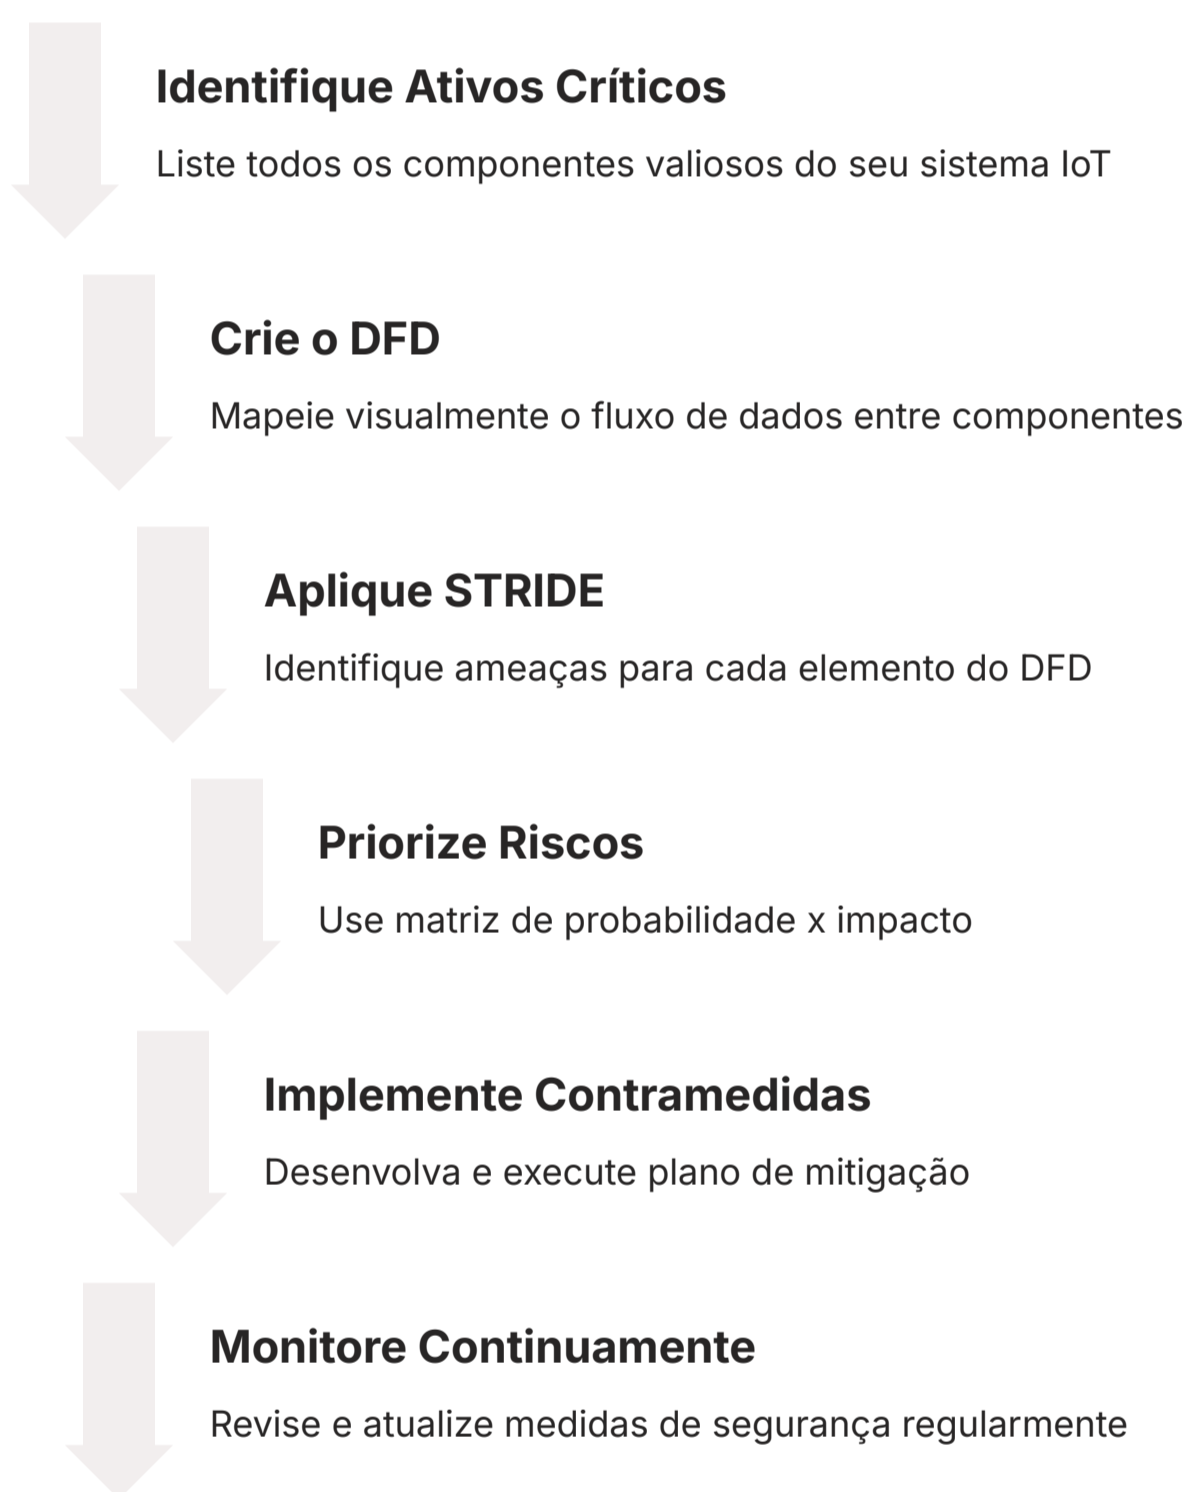 Identifique Ativos Críticos
Liste todos os componentes valiosos do seu sistema IoT
Crie o DFD
Mapeie visualmente o fluxo de dados entre componentes
Aplique STRIDE
Identifique ameaças para cada elemento do DFD
Priorize Riscos
Use matriz de probabilidade x impacto
Implemente Contramedidas
Desenvolva e execute plano de mitigação
Monitore Continuamente
Revise e atualize medidas de segurança regularmente